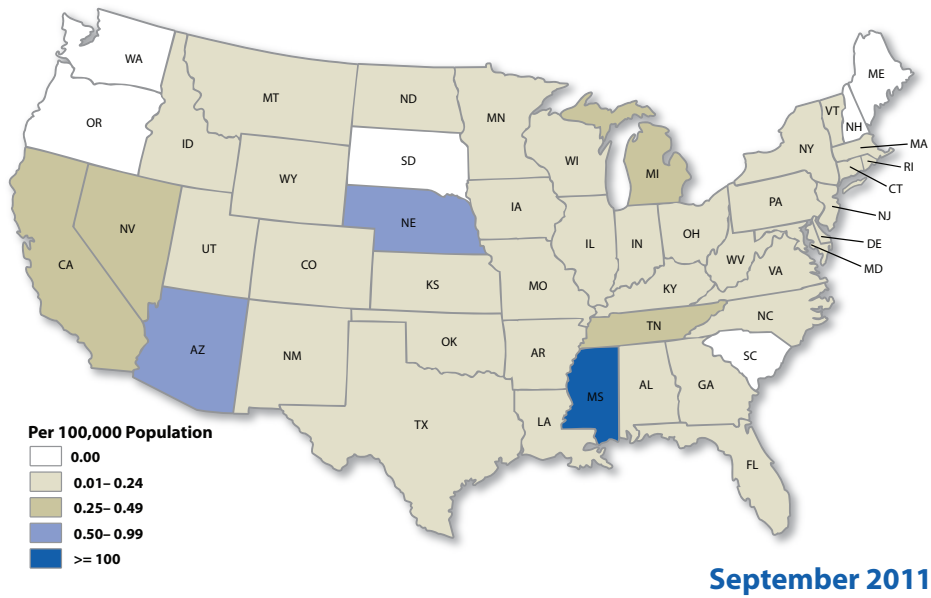 WA
ME
MT
ND
OR
MN
VT
NH
ID
SD
WI
NY
MA
MI
RI
WY
CT
IA
PA
NE
NJ
NV
OH
IL
IN
DE
UT
CO
WV
CA
MD
VA
KS
MO
KY
NC
TN
OK
AZ
NM
AR
SC
MS
AL
GA
LA
TX
FL
Per 100,000 Population
0.00
0.01– 0.24
0.25– 0.49
0.50– 0.99
>= 100
September 2011